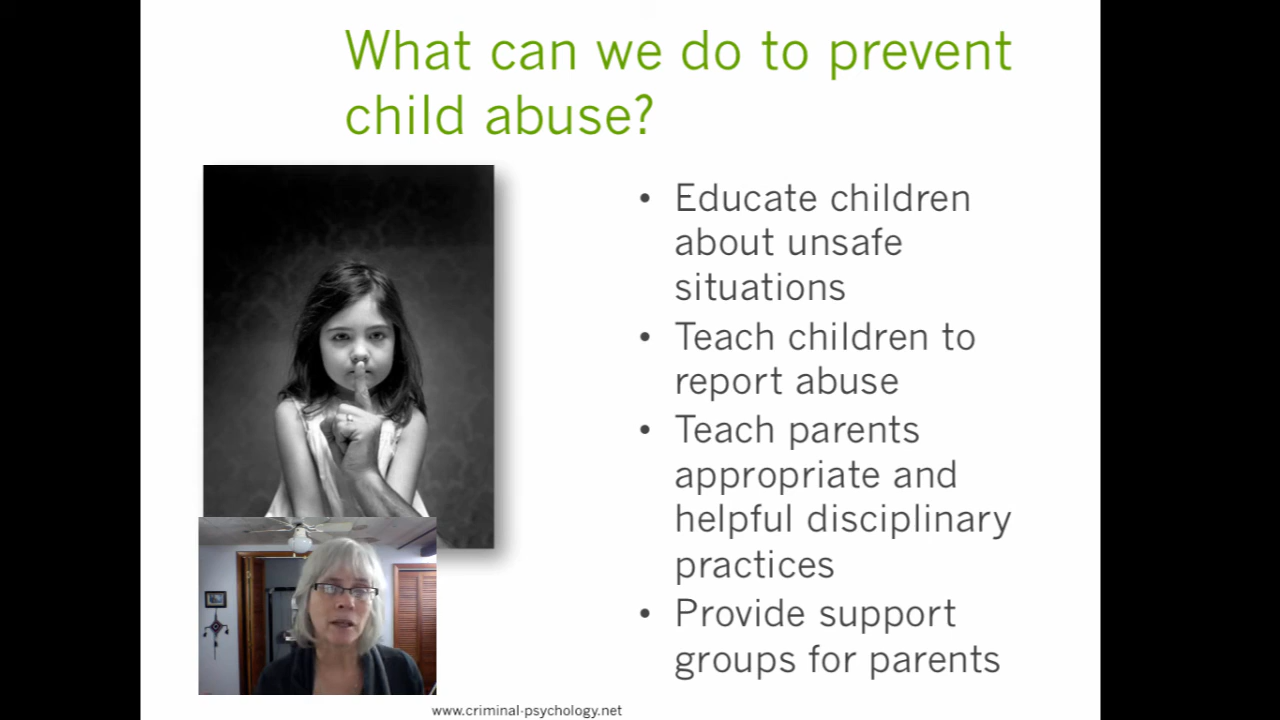 What can we do to prevent
child abuse?
• Educate children
about unsafe
situations
• Teach children to
report abuse
• Teach parents
appropriate and
helpful disciplinary
practices
• Provide support
groups for parents
www.criminal-psychology.net